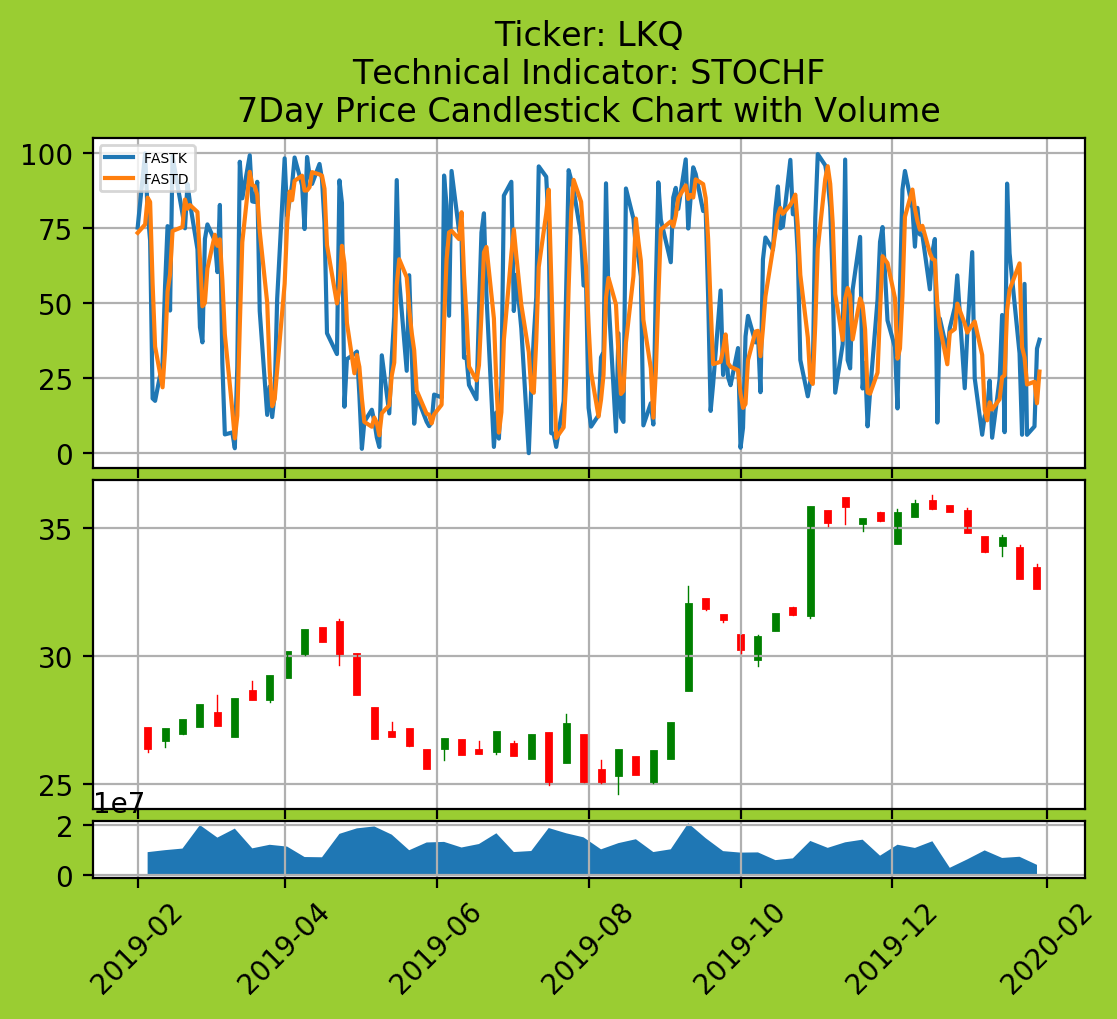 Ticker: LKQ
Technical Indicator: STOCHF
7Day Price Candlestick Chart with Volume
FASTK
FASTD
100
75
50
25
0
35
30
25
1e7
2
0
2019-02
2019-04
2019-06
2019-08
2019-10
2019-12
2020-02